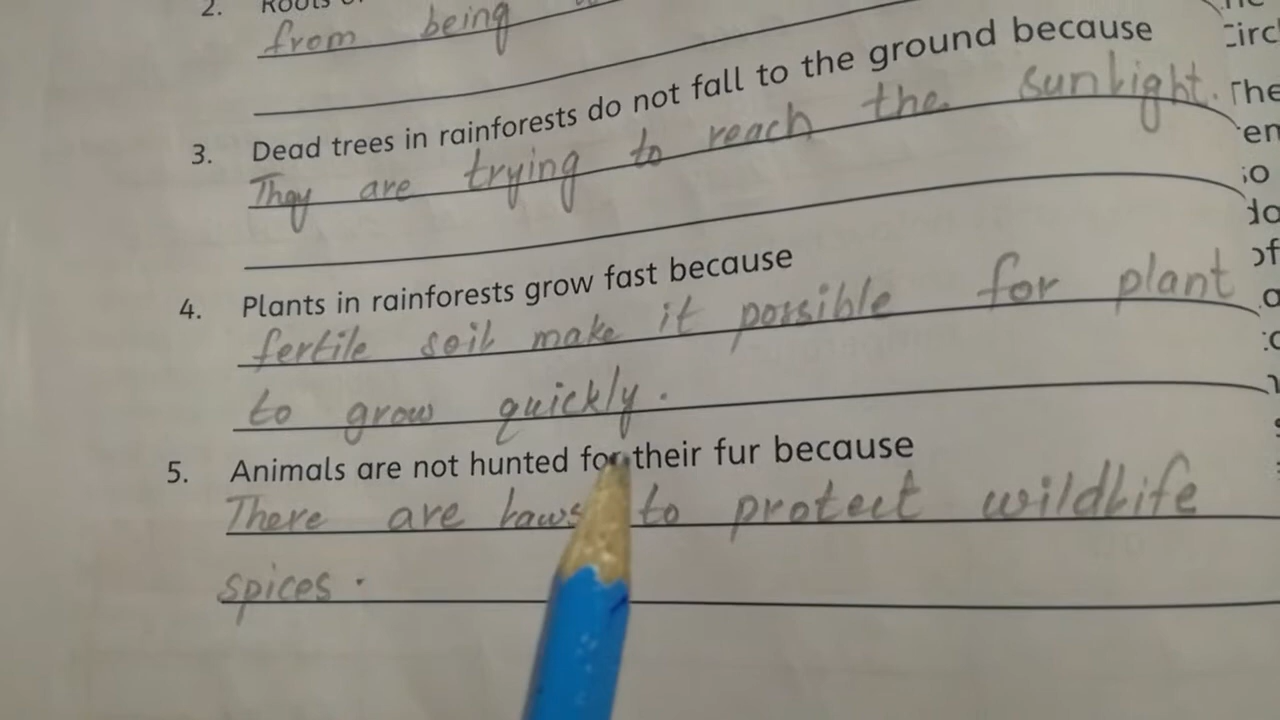 2.
from being
3. Dead trees in rainforests do not fall to the ground because
They are trying to reach the sunlight.
4. Plants in rainforests grow fast because
fertile soil make it possible for plant
to grow quickly.
5. Animals are not hunted for their fur because
There are laws to protect wildlife
spices.